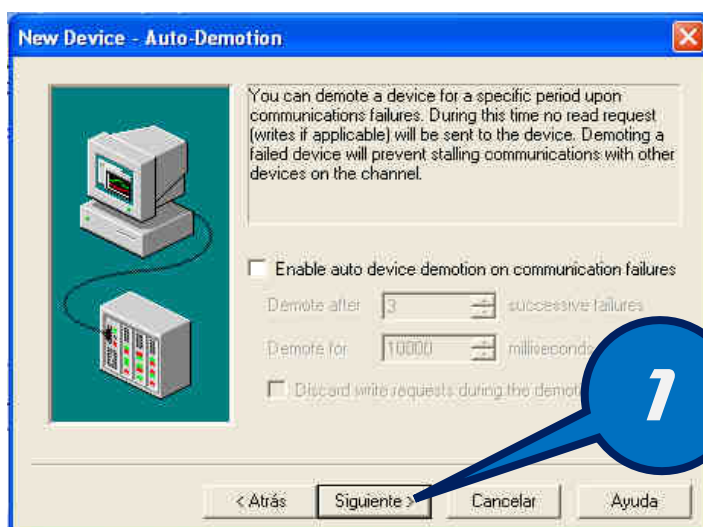 New Device - Auto-Demotion
You can demote a device for a specific period upon
communications failures. During this time no read request
(writes if applicable) will be sent to the device. Demoting a
failed device will prevent stalling communications with other
devices on the channel.
Enable auto device demotion on communication failures
Demote after 3 successive failures
Demote for 10000 milliseconds
Discard write requests during the
1
< Atrás Siguiente > Cancelar Ayuda